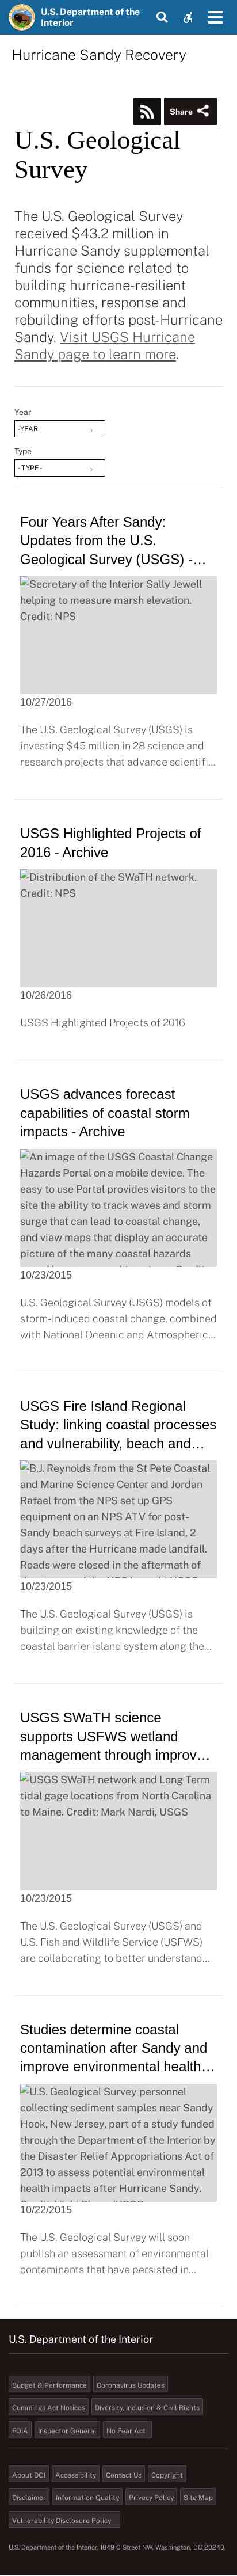 U.S. Department of the
Interior
Hurricane Sandy Recovery
Share
U.S. Geological
Survey
The U.S. Geological Survey
received $43.2 million in
Hurricane Sandy supplemental
funds for science related to
building hurricane-resilient
communities, response and
rebuilding efforts post-Hurricane
Sandy. Visit USGS Hurricane
Sandy page to learn more.
Year
-YEAR
Type
- TYPE -
Four Years After Sandy:
Updates from the U.S.
Geological Survey (USGS) -…
Secretary of the Interior Sally Jewell
helping to measure marsh elevation.
Credit: NPS
10/27/2016
The U.S. Geological Survey (USGS) is
investing $45 million in 28 science and
research projects that advance scientifi…
USGS Highlighted Projects of
2016 - Archive
Distribution of the SWaTH network.
Credit: NPS
10/26/2016
USGS Highlighted Projects of 2016
USGS advances forecast
capabilities of coastal storm
impacts - Archive
An image of the USGS Coastal Change
Hazards Portal on a mobile device. The
easy to use Portal provides visitors to the
site the ability to track waves and storm
surge that can lead to coastal change,
and view maps that display an accurate
picture of the many coastal hazards
10/23/2015
U.S. Geological Survey (USGS) models of
storm-induced coastal change, combined
with National Oceanic and Atmospheric…
USGS Fire Island Regional
Study: linking coastal processes
and vulnerability, beach and…
B.J. Reynolds from the St Pete Coastal
and Marine Science Center and Jordan
Rafael from the NPS set up GPS
equipment on an NPS ATV for post-
Sandy beach surveys at Fire Island, 2
days after the Hurricane made landfall.
Roads were closed in the aftermath of
10/23/2015
The U.S. Geological Survey (USGS) is
building on existing knowledge of the
coastal barrier island system along the…
USGS SWaTH science
supports USFWS wetland
management through improv…
USGS SWaTH network and Long Term
tidal gage locations from North Carolina
to Maine. Credit: Mark Nardi, USGS
10/23/2015
The U.S. Geological Survey (USGS) and
U.S. Fish and Wildlife Service (USFWS)
are collaborating to better understand…
Studies determine coastal
contamination after Sandy and
improve environmental health…
U.S. Geological Survey personnel
collecting sediment samples near Sandy
Hook, New Jersey, part of a study funded
through the Department of the Interior by
the Disaster Relief Appropriations Act of
2013 to assess potential environmental
health impacts after Hurricane Sandy.
10/22/2015
The U.S. Geological Survey will soon
publish an assessment of environmental
contaminants that have persisted in…
U.S. Department of the Interior
Budget & Performance Coronavirus Updates
Cummings Act Notices Diversity, Inclusion & Civil Rights
FOIA Inspector General No Fear Act
About DOI Accessibility Contact Us Copyright
Disclaimer Information Quality Privacy Policy Site Map
Vulnerability Disclosure Policy
U.S. Department of the Interior, 1849 C Street NW, Washington, DC 20240.